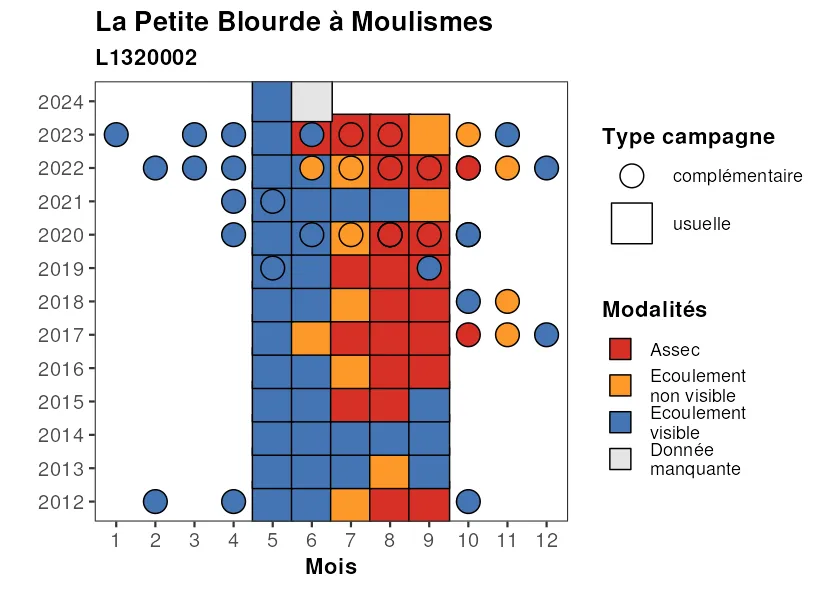 La Petite Blourde à Moulismes
L1320002
2024
2023
2022
2021
2020
2019
2018
2017
2016
2015
2014
2013
2012
1 2 3 4 5 6 7 8 9 10 11 12
Mois
Type campagne
complémentaire
usuelle
Modalités
Assec
Ecoulement
non visible
Ecoulement
visible
Donnée
manquante